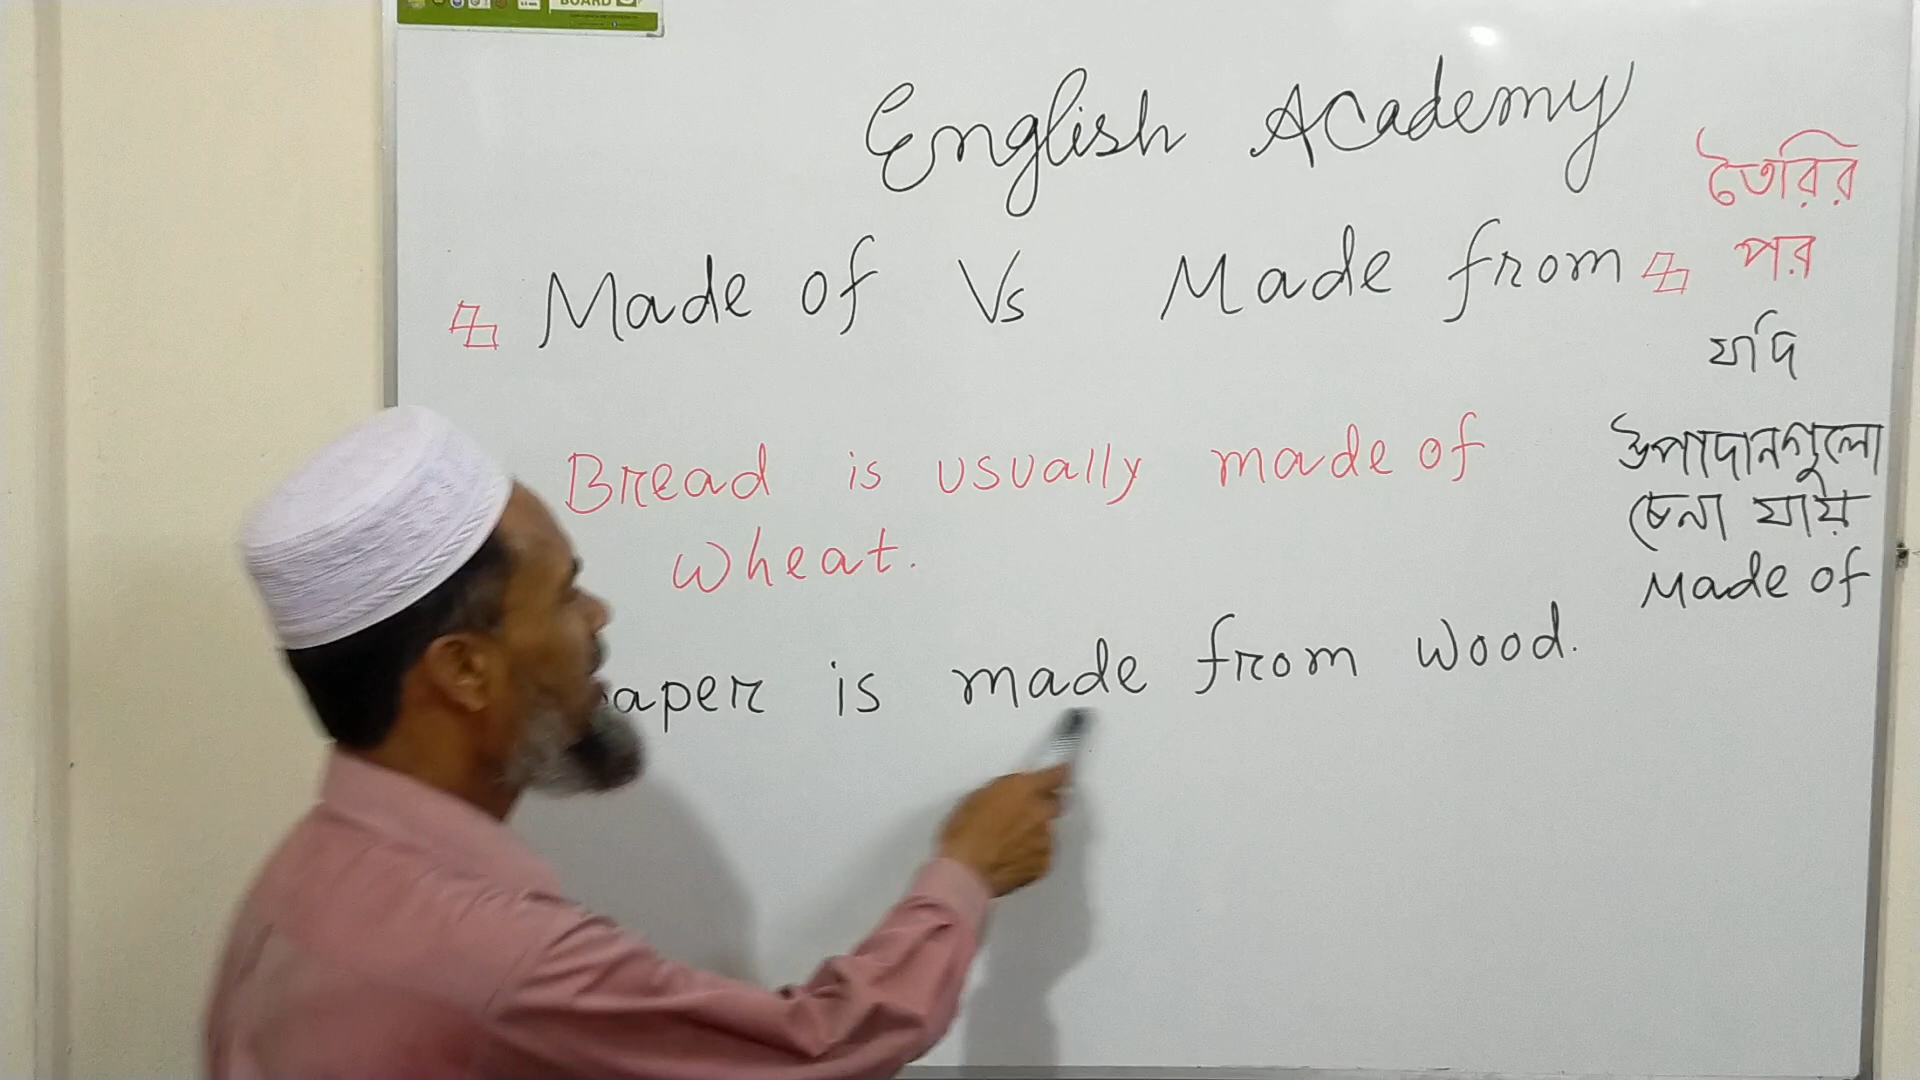 BOARD
English Academy
Made of Vs Made from
Bread is usually made of
wheat.
aper is made from wood.
তৈরির
পর
যদি
উপাদানগুলো
চেনা যায়
Made of